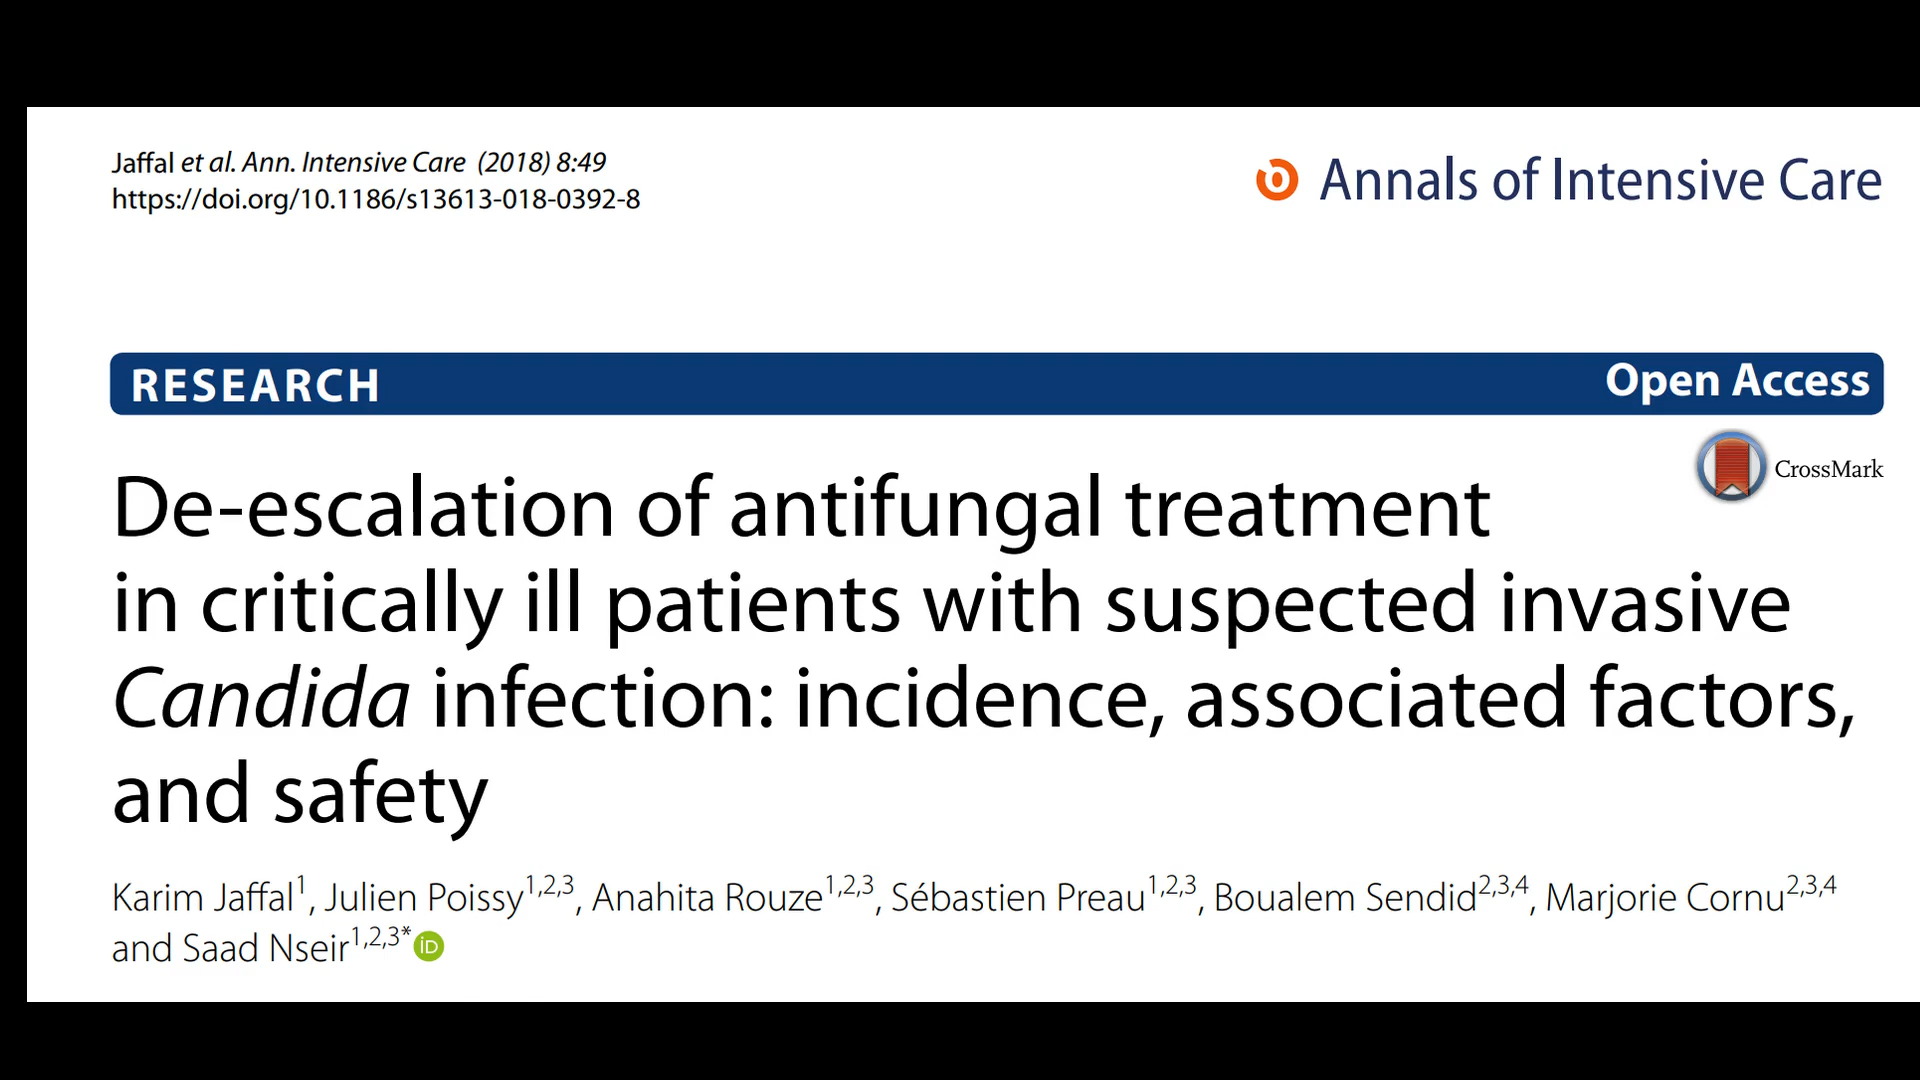 Jaffal et al. Ann. Intensive Care (2018) 8:49
https://doi.org/10.1186/s13613-018-0392-8
Annals of Intensive Care
RESEARCH
Open Access
CrossMark
De-escalation of antifungal treatment
in critically ill patients with suspected invasive
Candida infection: incidence, associated factors,
and safety
Karim Jaffal1, Julien Poissy1,2,3, Anahita Rouze1,2,3, Sébastien Preau1,2,3, Boualem Sendid2,3,4, Marjorie Cornu2,3,4
and Saad Nseir1,2,3* iD